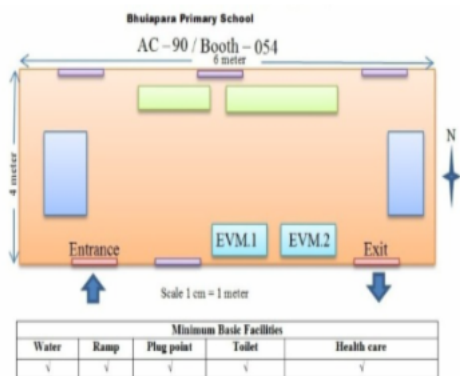 Bhuiapara Primary School
AC – 90 / Booth – 054
6 meter
4 meter
N
EVM.1 EVM.2
Entrance Exit
Scale 1 cm = 1 meter
Minimum Basic Facilities
Water Ramp Plug point Toilet Health care
√ √ √ √ √